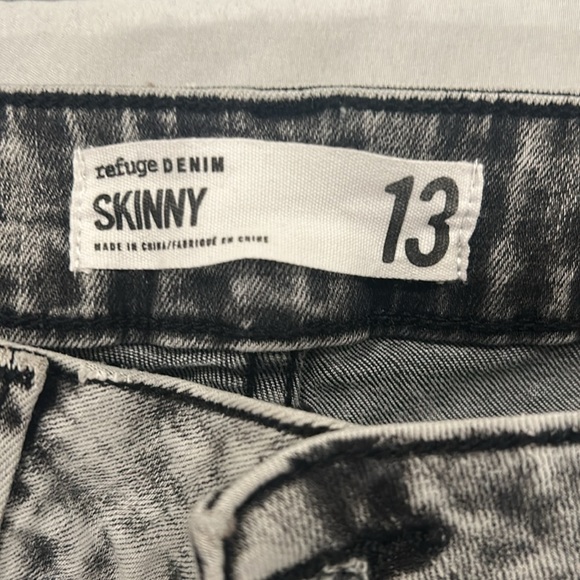 refuge DENIM
SKINNY
MADE IN CHINA/FABRIQUÉ EN CHINE
13